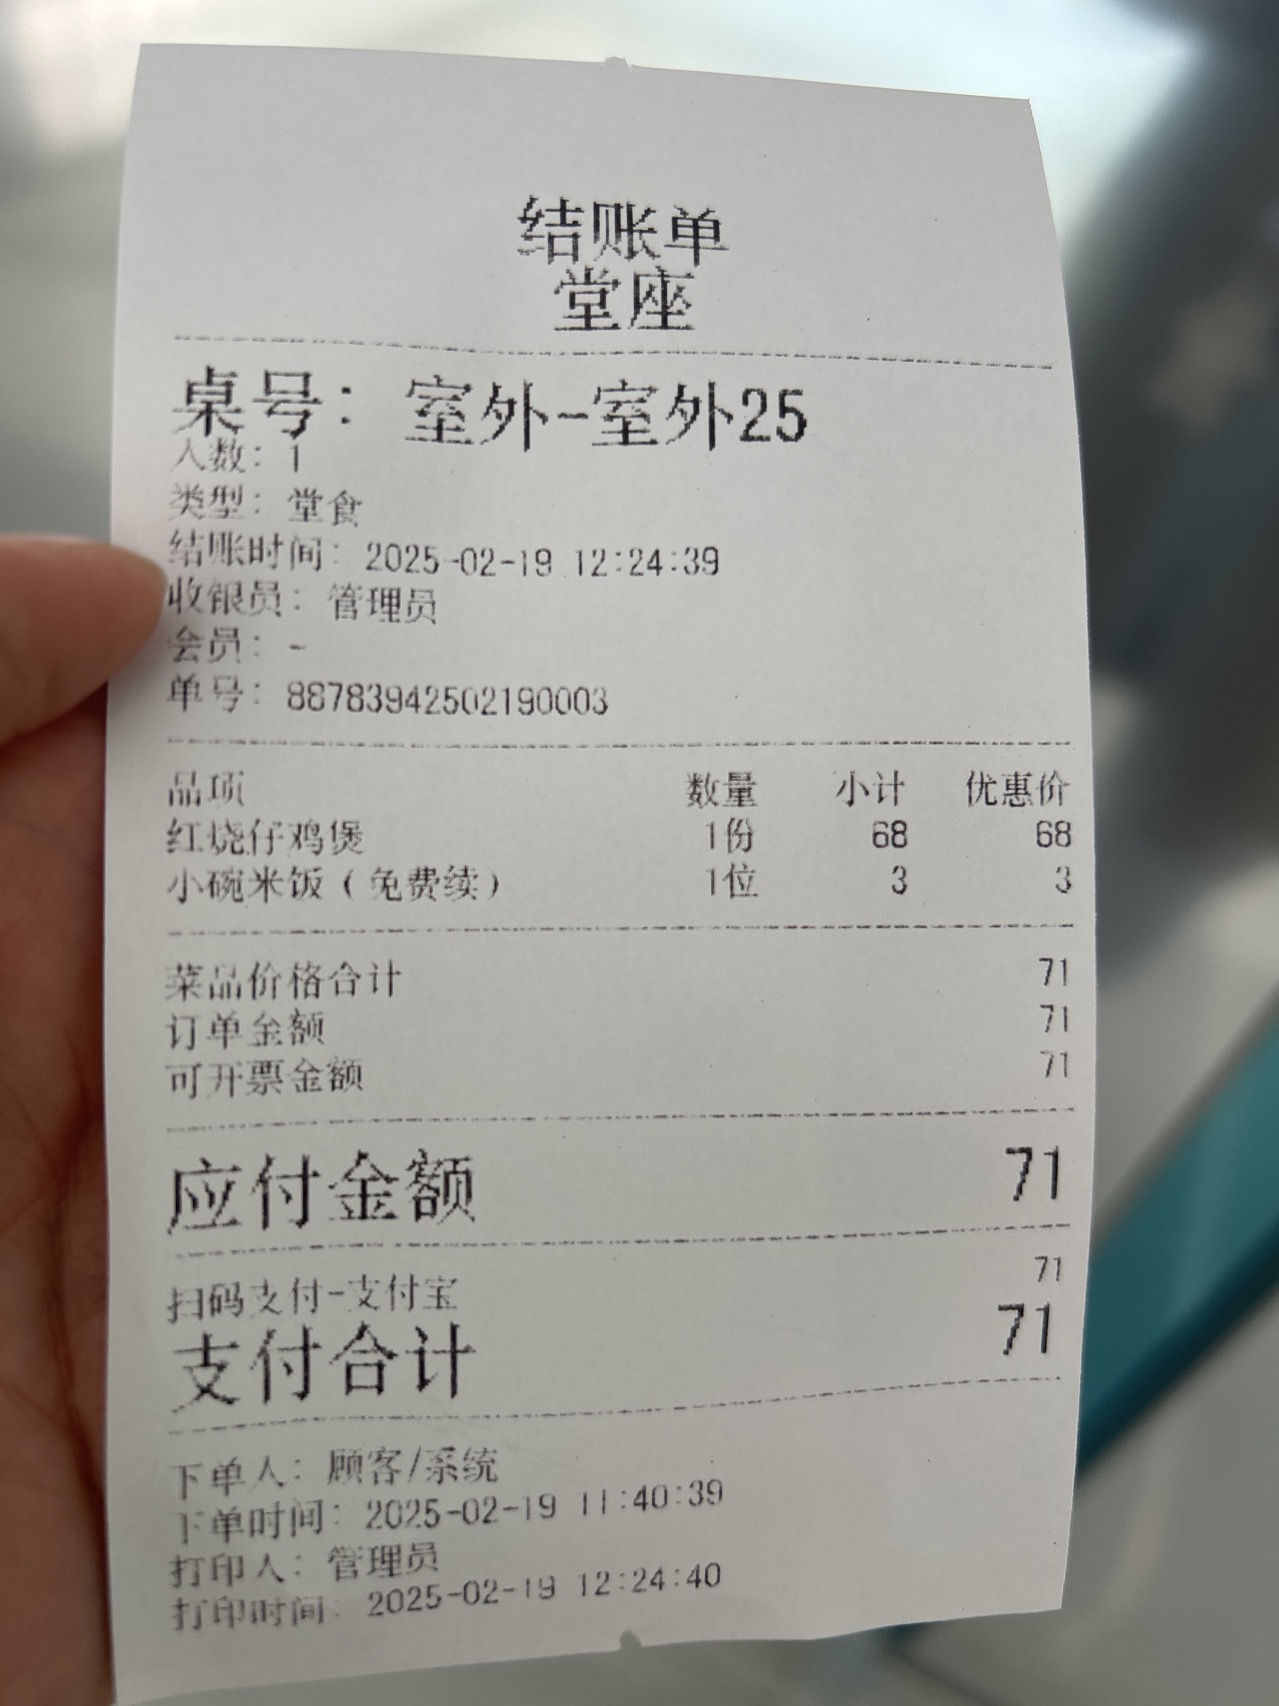 结账单
堂座
桌号： 室外-室外25
人数： 1
类型： 堂食
结账时间： 2025-02-19 12:24:39
收银员： 管理员
会员： -
单号： 88783942502190003
品项 数量 小计 优惠价
红烧仔鸡煲 1份 68 68
小碗米饭（免费续） 1位 3 3
菜品价格合计 71
订单金额 71
可开票金额 71
应付金额 71
扫码支付-支付宝 71
支付合计 71
下单人： 顾客/系统
下单时间： 2025-02-19 11:40:39
打印人： 管理员
打印时间： 2025-02-19 12:24:40